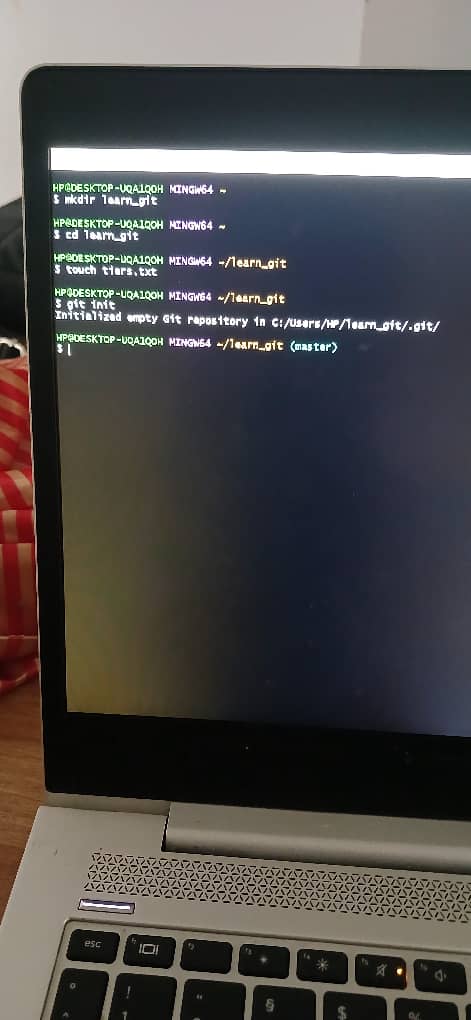 HP@DESKTOP-UQA1QOH MINGW64 ~
$ mkdir learn_git
HP@DESKTOP-UQA1QOH MINGW64 ~
$ cd learn_git
HP@DESKTOP-UQA1QOH MINGW64 ~/learn_git
$ touch tiers.txt
HP@DESKTOP-UQA1QOH MINGW64 ~/learn_git
$ git init
Initialized empty Git repository in C:/Users/HP/learn_git/.git/
HP@DESKTOP-UQA1QOH MINGW64 ~/learn_git (master)
$
esc
! " § $ %
1